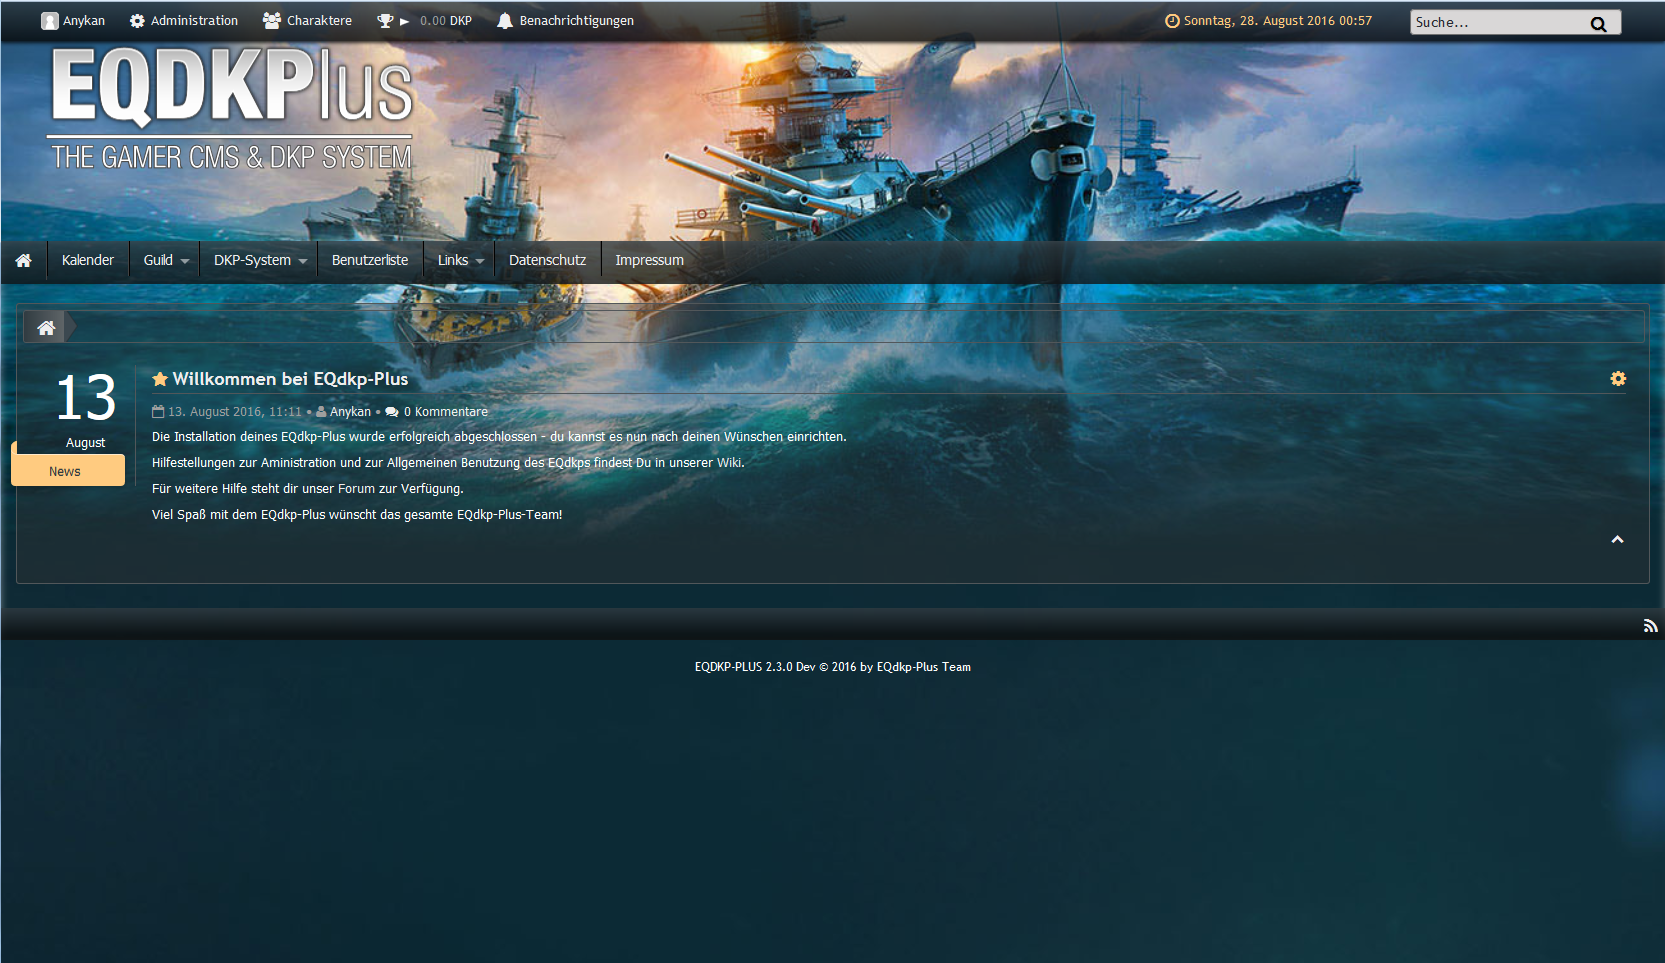 Anykan Administration Charaktere ► 0.00 DKP Benachrichtigungen Sonntag, 28. August 2016 00:57 Suche...
EQDKPlus
THE GAMER CMS & DKP SYSTEM
Kalender Guild DKP-System Benutzerliste Links Datenschutz Impressum
13
August
News
Willkommen bei EQdkp-Plus
13. August 2016, 11:11 • Anykan • 0 Kommentare
Die Installation deines EQdkp-Plus wurde erfolgreich abgeschlossen - du kannst es nun nach deinen Wünschen einrichten.
Hilfestellungen zur Aministration und zur Allgemeinen Benutzung des EQdkps findest Du in unserer Wiki.
Für weitere Hilfe steht dir unser Forum zur Verfügung.
Viel Spaß mit dem EQdkp-Plus wünscht das gesamte EQdkp-Plus-Team!
EQDKP-PLUS 2.3.0 Dev © 2016 by EQdkp-Plus Team